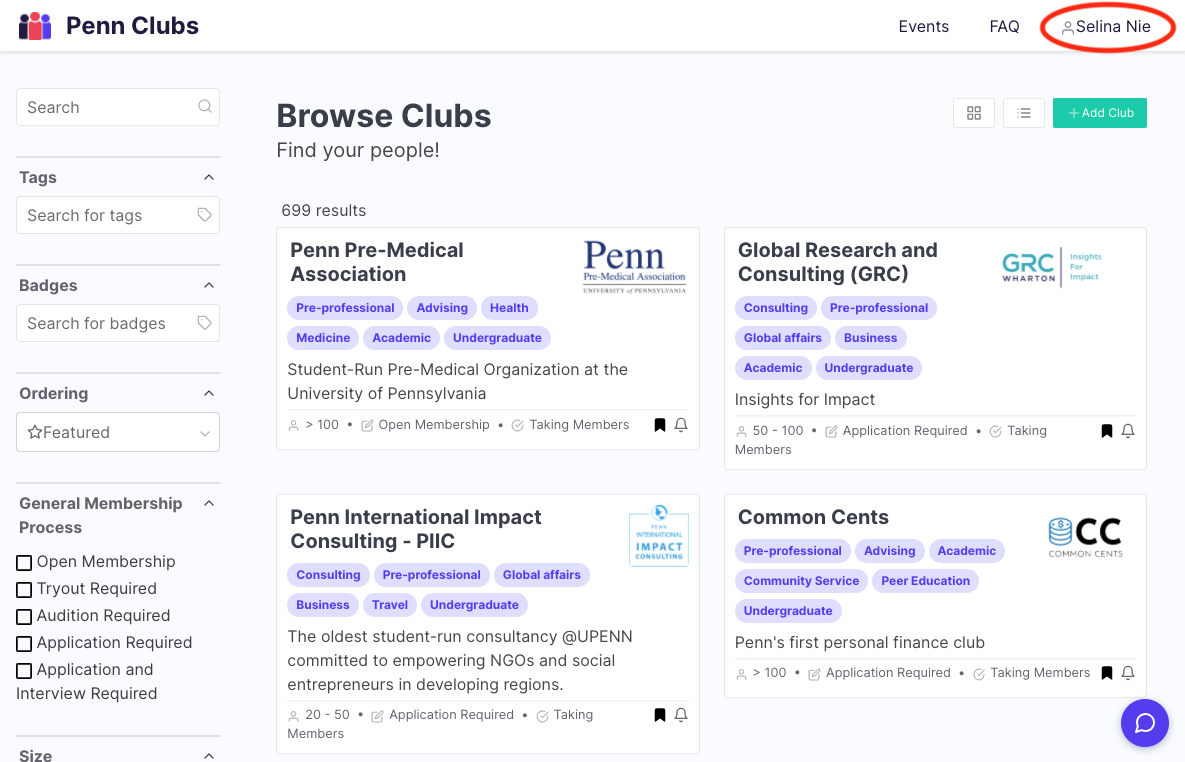 Penn Clubs
Events
FAQ
Selina Nie
Search
Tags
Search for tags
Badges
Search for badges
Ordering
Featured
General Membership
Process
Open Membership
Tryout Required
Audition Required
Application Required
Application and
Interview Required
Size
Browse Clubs
Find your people!
Add Club
699 results
Penn Pre-Medical
Association
Penn
Pre-Medical Association
UNIVERSITY of PENNSYLVANIA
Pre-professional
Advising
Health
Medicine
Academic
Undergraduate
Student-Run Pre-Medical Organization at the
University of Pennsylvania
> 100 • Open Membership • Taking Members
Global Research and
Consulting (GRC)
GRC
WHARTON
Insights
For
Impact
Consulting
Pre-professional
Global affairs
Business
Academic
Undergraduate
Insights for Impact
50 - 100 • Application Required • Taking
Members
Penn International Impact
Consulting - PIIC
PENN
INTERNATIONAL
IMPACT
CONSULTING
Consulting
Pre-professional
Global affairs
Business
Travel
Undergraduate
The oldest student-run consultancy @UPENN
committed to empowering NGOs and social
entrepreneurs in developing regions.
20 - 50 • Application Required • Taking
Members
Common Cents
CC
COMMON CENTS
Pre-professional
Advising
Academic
Community Service
Peer Education
Undergraduate
Penn's first personal finance club
> 100 • Application Required • Taking Members